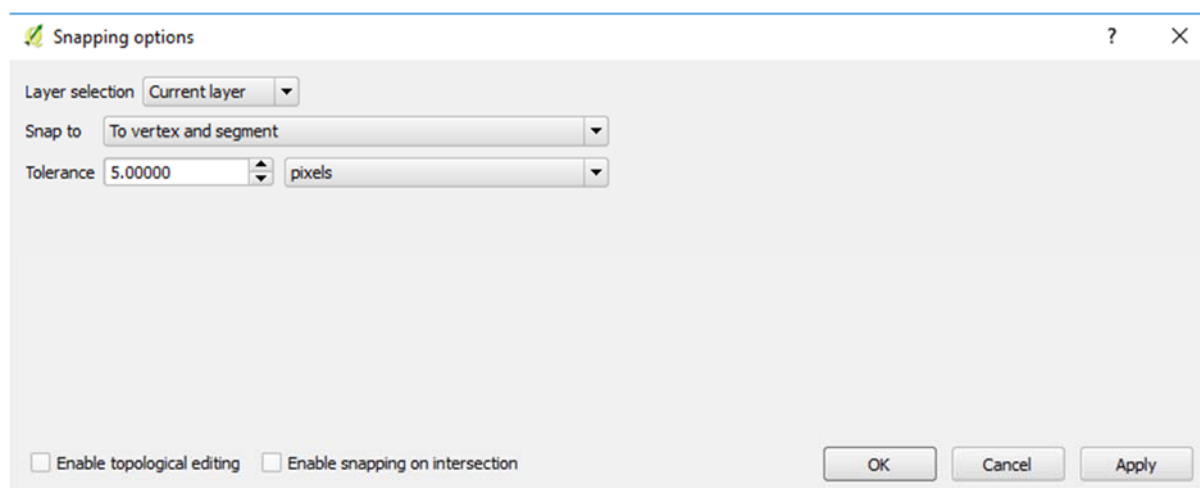 Snapping options
Layer selection Current layer
Snap to To vertex and segment
Tolerance 5.00000 pixels
Enable topological editing Enable snapping on intersection OK Cancel Apply